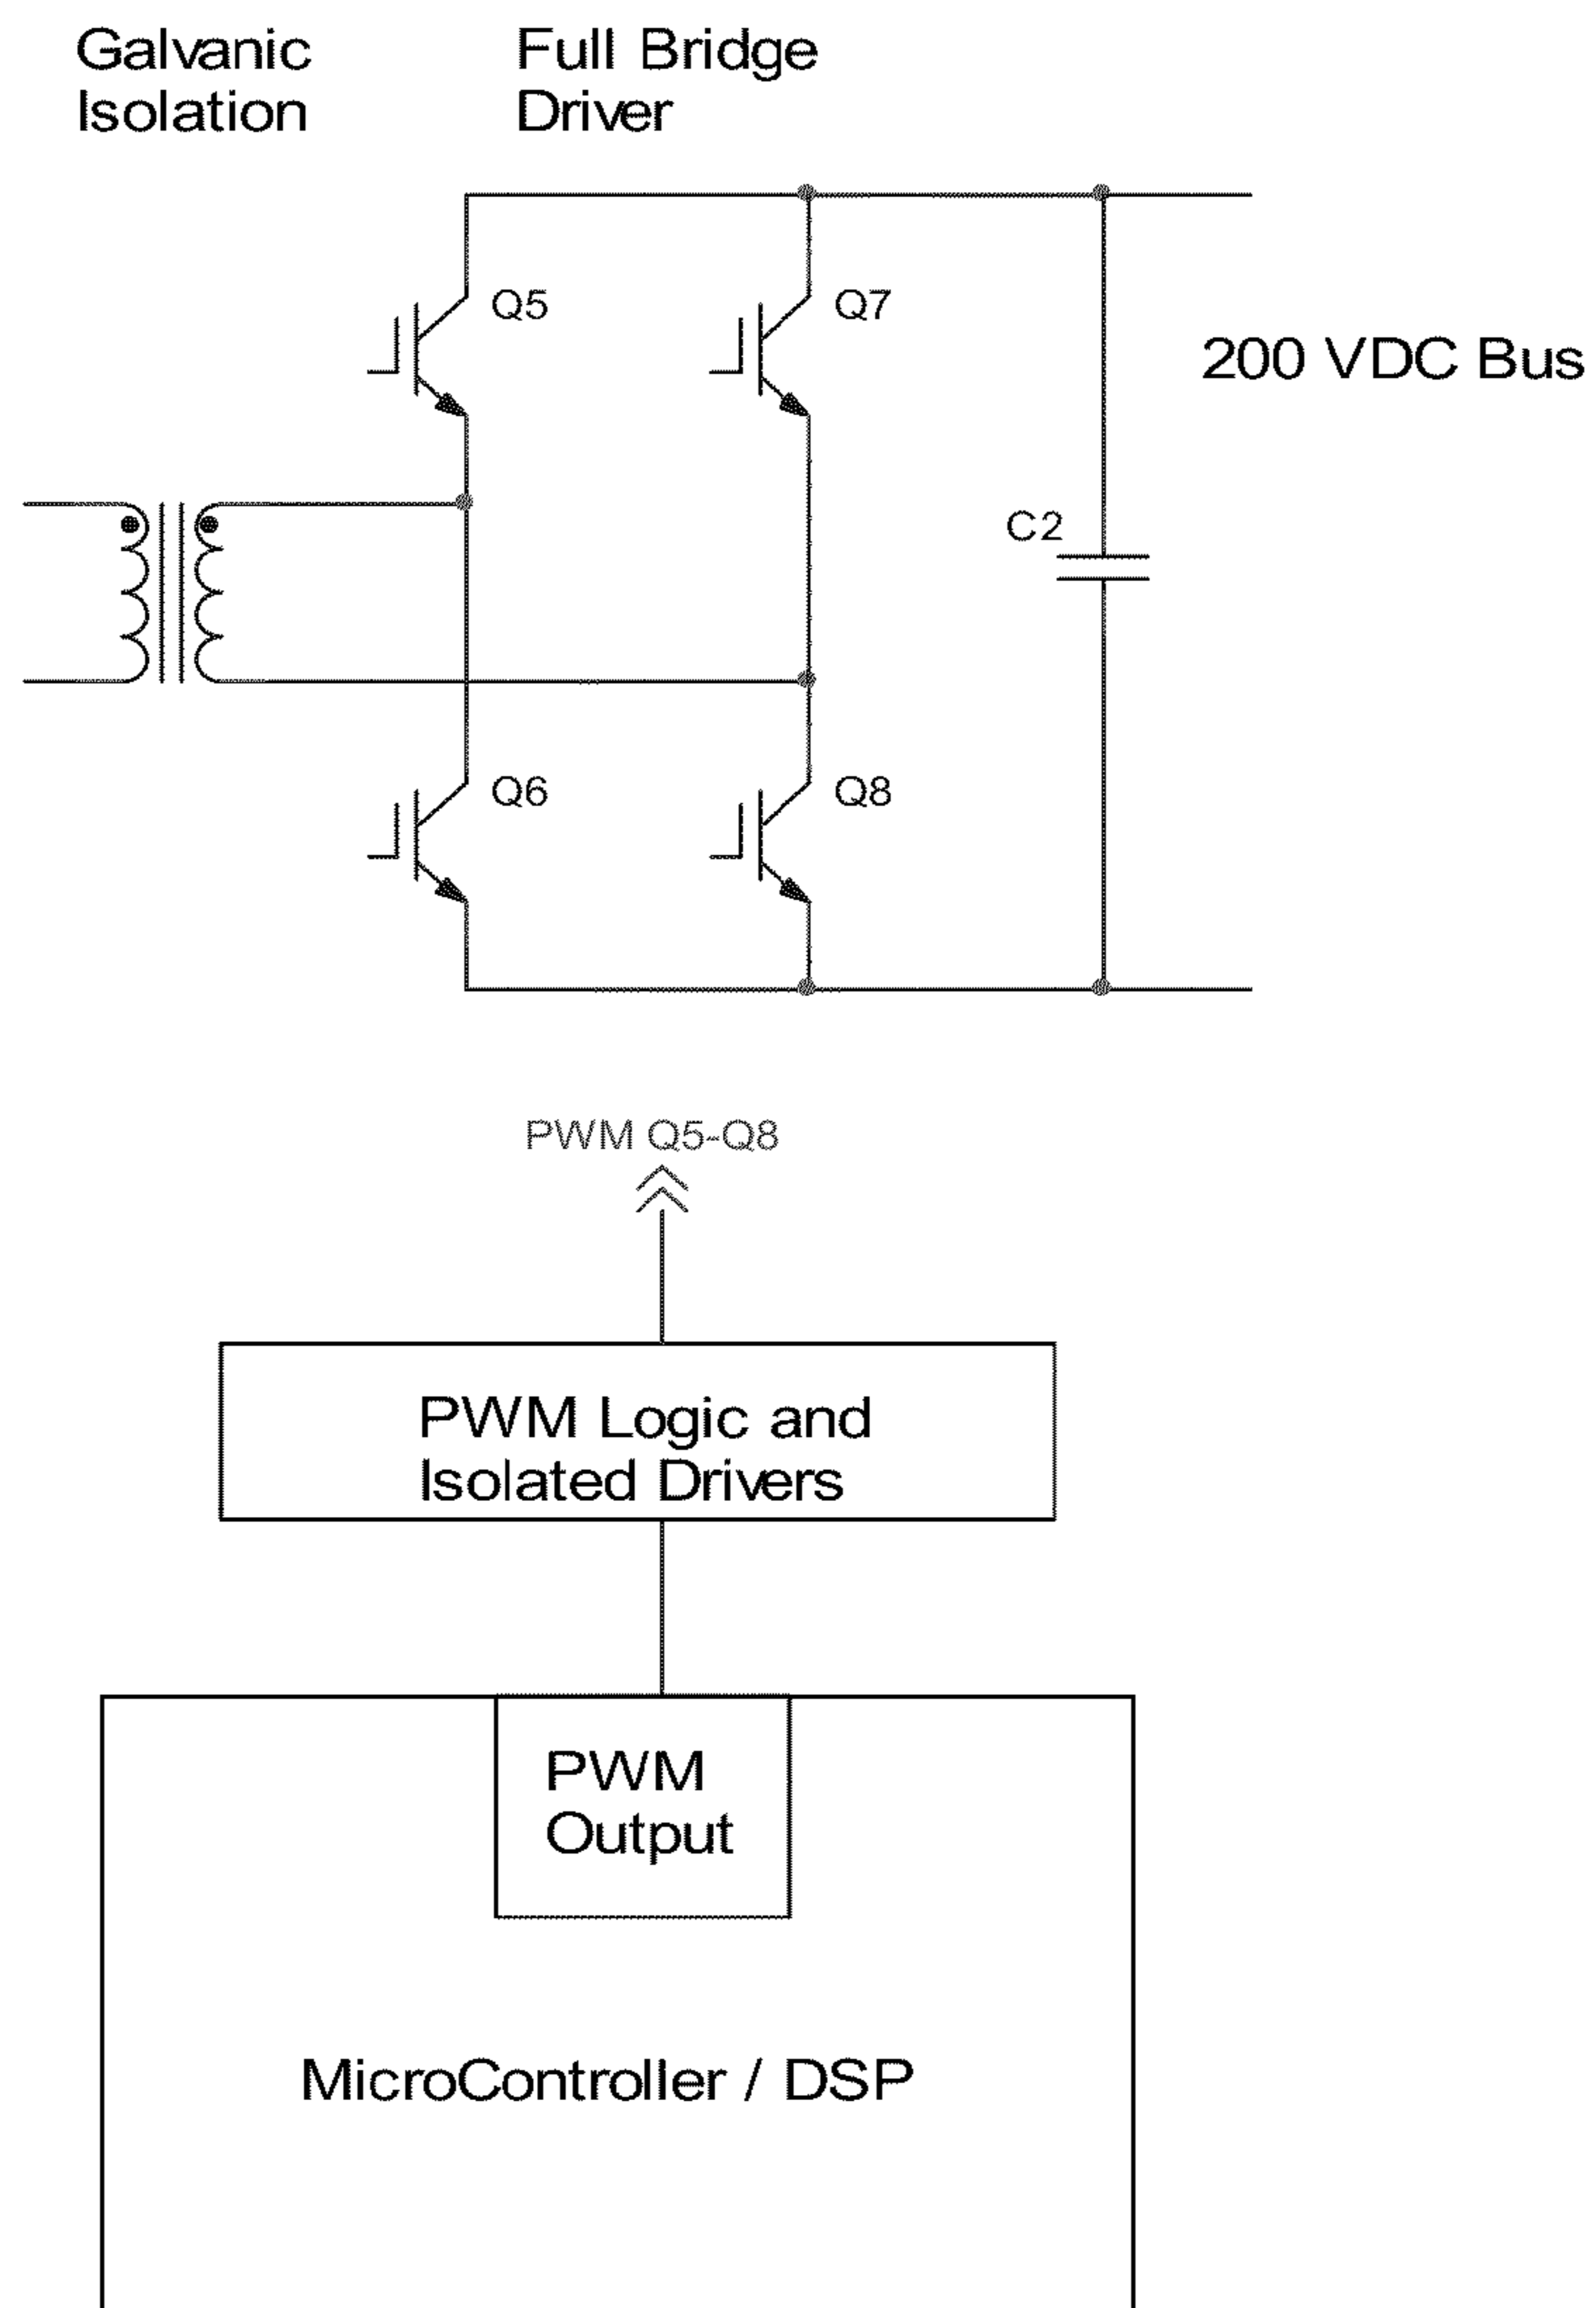 Galvanic
Isolation
Full Bridge
Driver
Q5
Q7
200 VDC Bus
C2
Q6
Q8
PWM Q5-Q8
PWM Logic and
Isolated Drivers
PWM
Output
MicroController / DSP